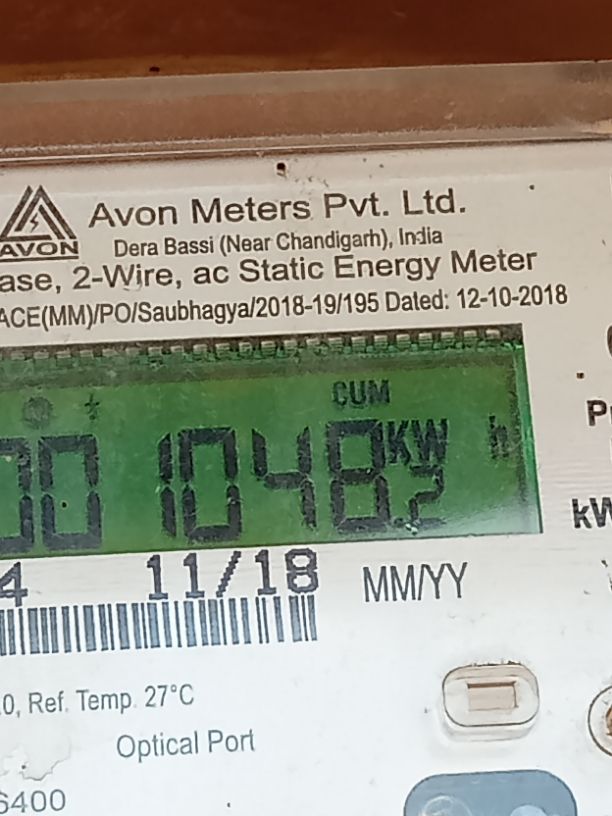 Avon Meters Pvt. Ltd.
AVON
Dera Bassi (Near Chandigarh), India
ase, 2-Wire, ac Static Energy Meter
ACE(MM)/PO/Saubhagya/2018-19/195 Dated: 12-10-2018
CUM
001048.2 KW h
4 11/18 MM/YY
kW
.0, Ref. Temp. 27°C
Optical Port
6400